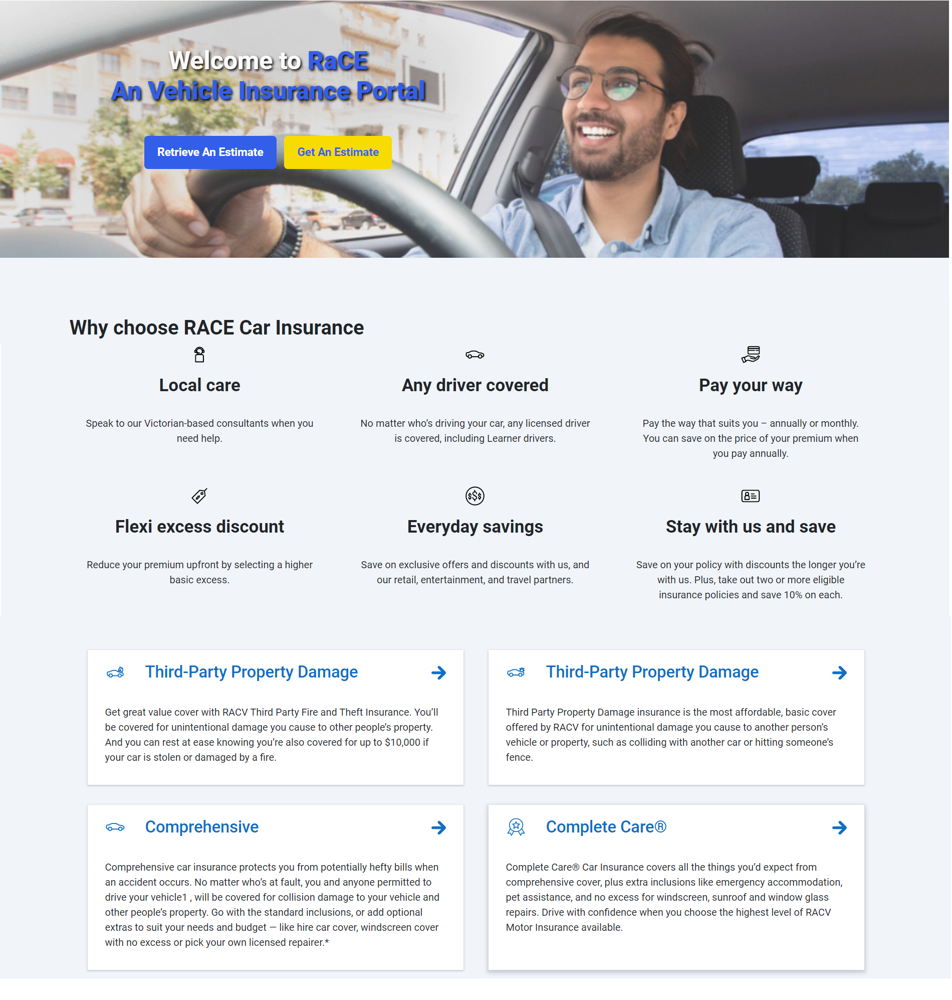 Welcome to RaCE
An Vehicle Insurance Portal
Retrieve An Estimate
Get An Estimate
Why choose RACE Car Insurance
Local care
Speak to our Victorian-based consultants when you
need help.
Any driver covered
No matter who’s driving your car, any licensed driver
is covered, including Learner drivers.
Pay your way
Pay the way that suits you – annually or monthly.
You can save on the price of your premium when
you pay annually.
Flexi excess discount
Reduce your premium upfront by selecting a higher
basic excess.
Everyday savings
Save on exclusive offers and discounts with us, and
our retail, entertainment, and travel partners.
Stay with us and save
Save on your policy with discounts the longer you’re
with us. Plus, take out two or more eligible
insurance policies and save 10% on each.
Third-Party Property Damage
Get great value cover with RACV Third Party Fire and Theft Insurance. You’ll
be covered for unintentional damage you cause to other people’s property.
And you can rest at ease knowing you’re also covered for up to $10,000 if
your car is stolen or damaged by a fire.
Third-Party Property Damage
Third Party Property Damage insurance is the most affordable, basic cover
offered by RACV for unintentional damage you cause to another person’s
vehicle or property, such as colliding with another car or hitting someone’s
fence.
Comprehensive
Comprehensive car insurance protects you from potentially hefty bills when
an accident occurs. No matter who’s at fault, you and anyone permitted to
drive your vehicle1 , will be covered for collision damage to your vehicle and
other people’s property. Go with the standard inclusions, or add optional
extras to suit your needs and budget — like hire car cover, windscreen cover
with no excess or pick your own licensed repairer.*
Complete Care®
Complete Care® Car Insurance covers all the things you’d expect from
comprehensive cover, plus extra inclusions like emergency accommodation,
pet assistance, and no excess for windscreen, sunroof and window glass
repairs. Drive with confidence when you choose the highest level of RACV
Motor Insurance available.